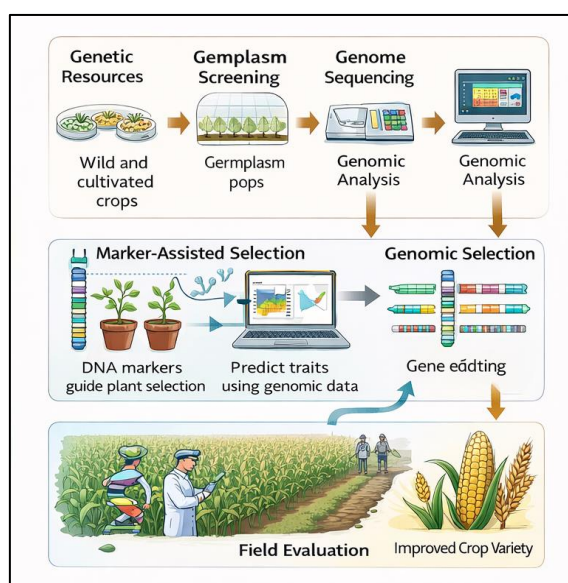 Genetic
Resources
Gemplasm
Screening
Genome
Sequencing
Wild and
cultivated
crops
Germplasm
pops
Genomic
Analysis
Genomic
Analysis
Marker-Assisted Selection
Genomic Selection
DNA markers
guide plant selection
Predict traits
using genomic data
Gene eádting
Field Evaluation
Improved Crop Variety